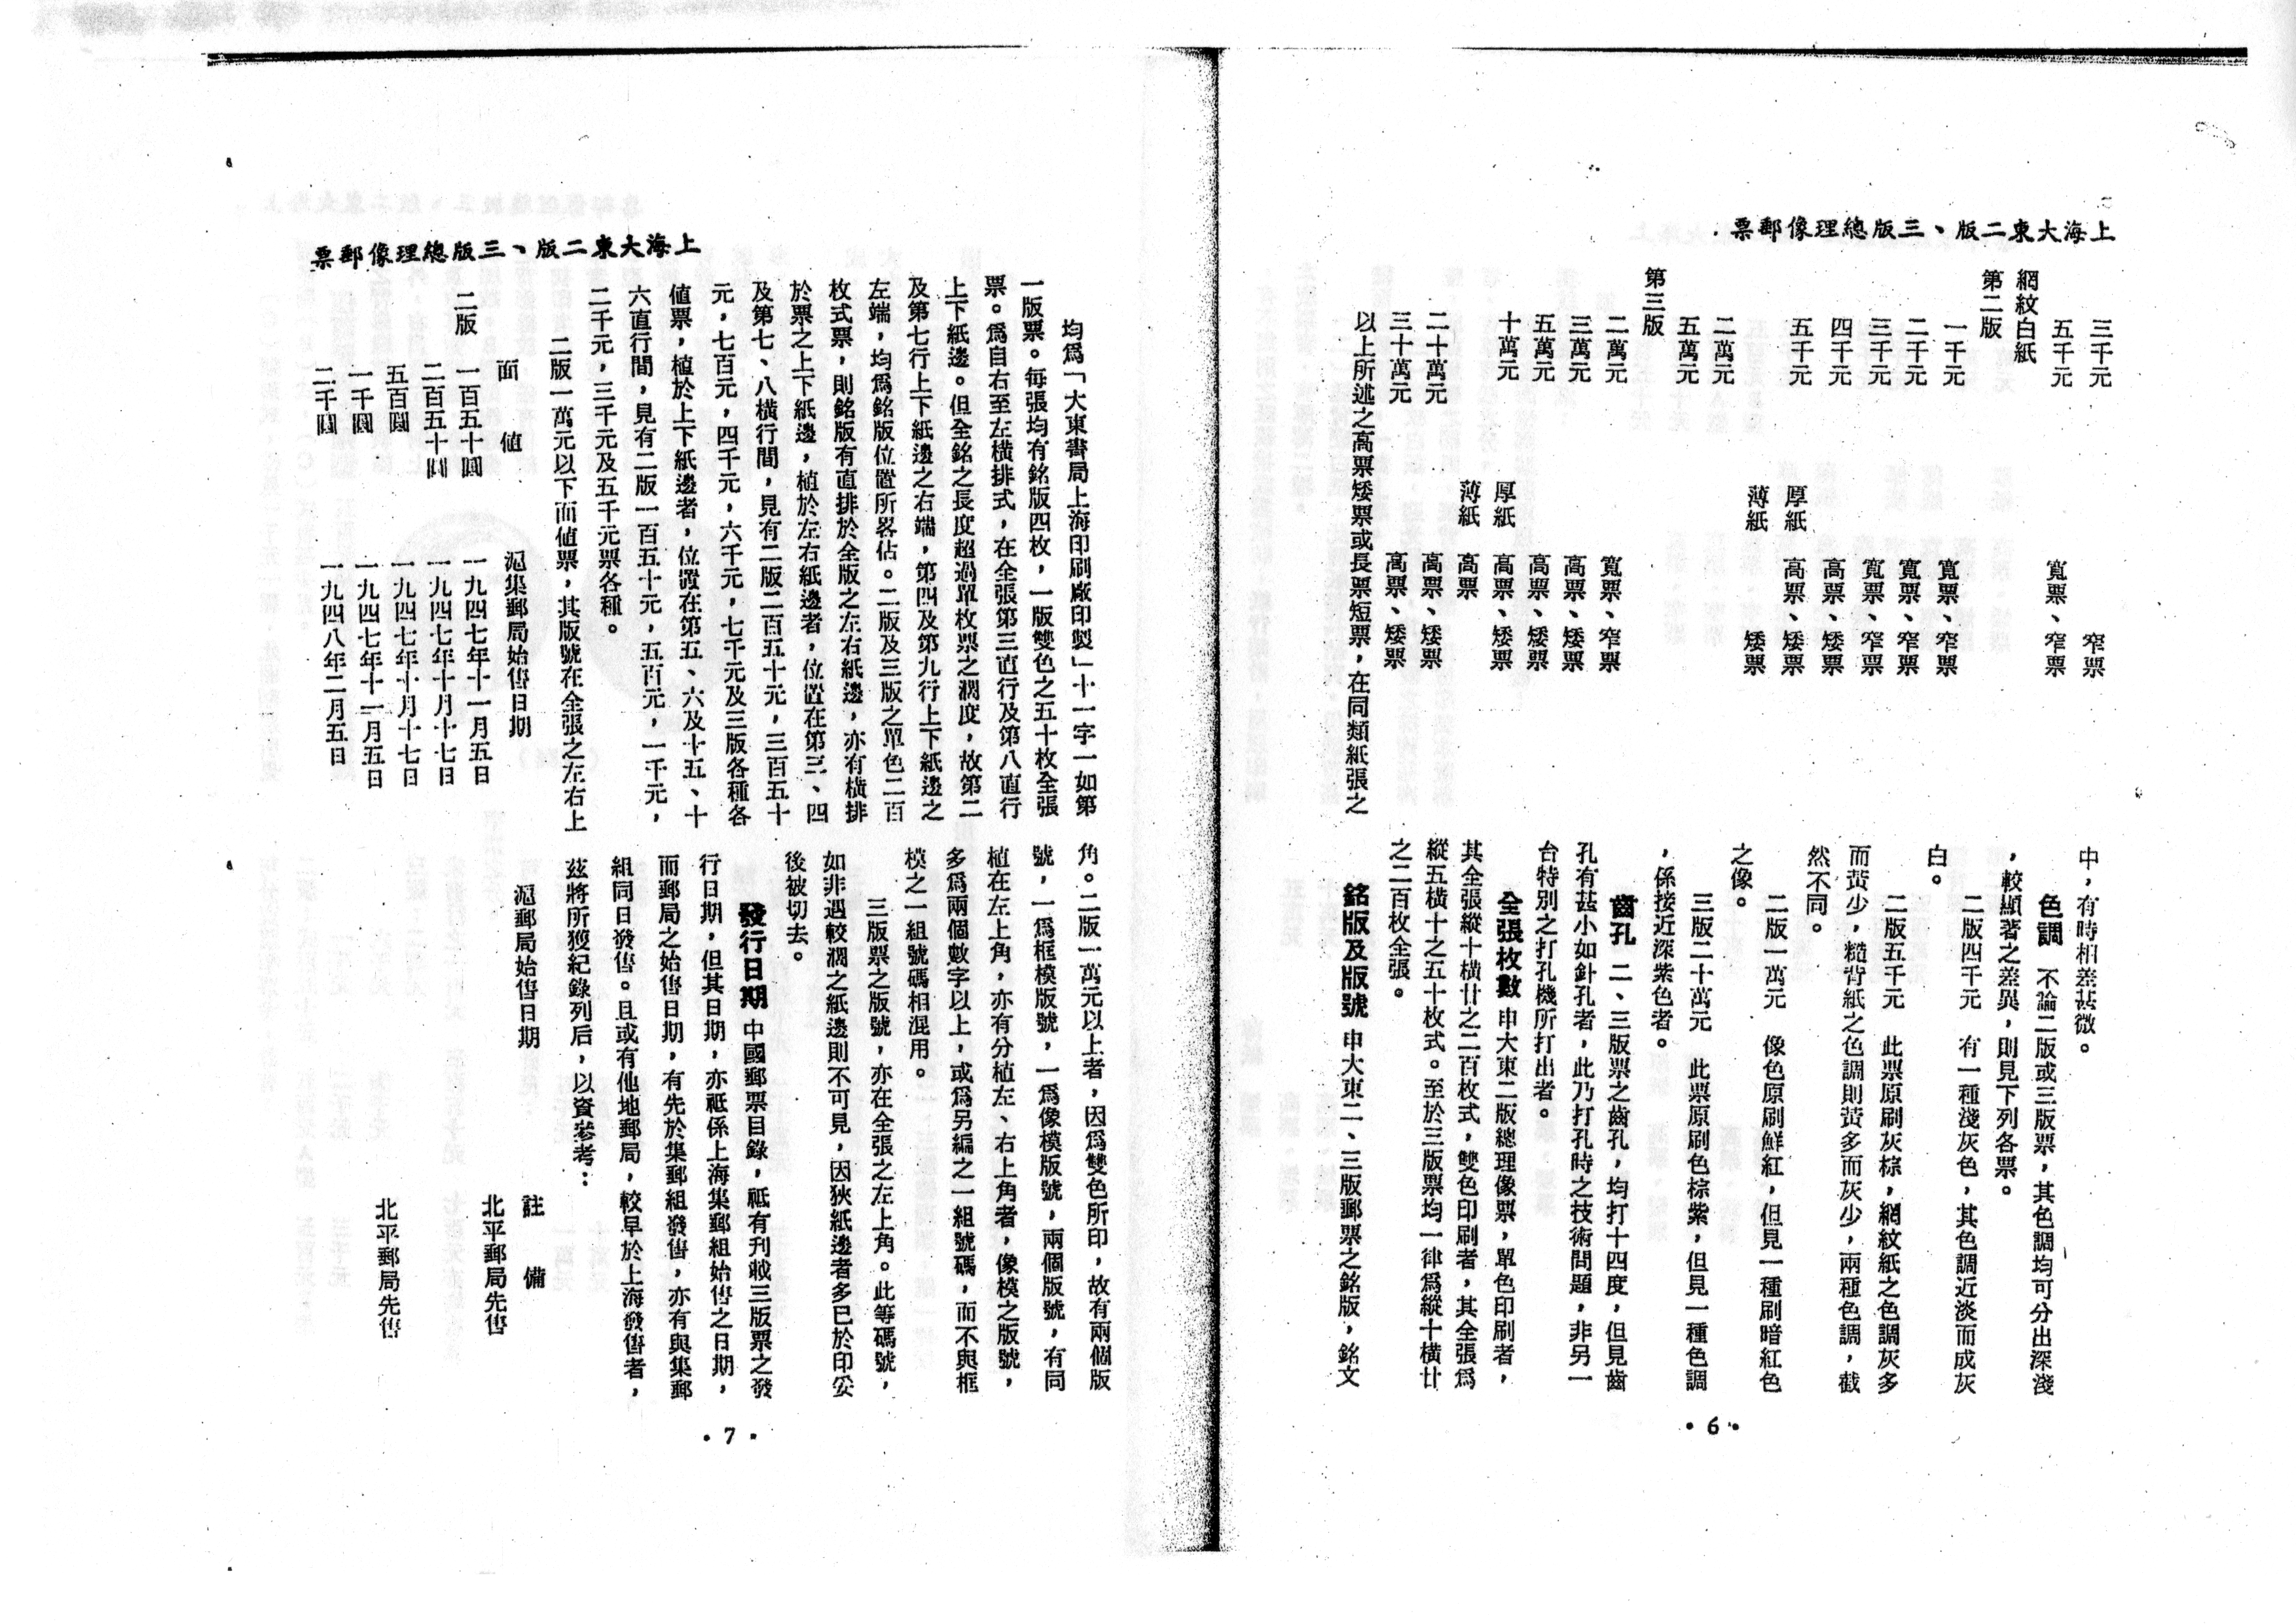 上海大東二版、三版總理像郵票
三千元 窄票
五千元 寬票、窄票
網紋白紙
第二版
一千元 寬票、窄票
二千元 寬票、窄票
三千元 寬票、窄票
四千元 高票、矮票
五千元 厚紙 高票、矮票
薄紙 矮票
二萬元
五萬元
第三版
二萬元 寬票、窄票
三萬元 高票、矮票
五萬元 高票、矮票
十萬元 厚紙 高票、矮票
薄紙 高票
二十萬元 高票、矮票
三十萬元 高票、矮票
以上所述之高票矮票或長票短票,在同類紙張之
中,有時相差甚微。
色調 不論二版或三版票,其色調均可分出深淺
,較顯著之差異,則見下列各票。
二版四千元 有一種淺灰色,其色調近淡而成灰
白。
二版五千元 此票原刷灰棕,網紋紙之色調灰多
而黃少,糙背紙之色調則黃多而灰少,兩種色調,截
然不同。
二版一萬元 像色原刷鮮紅,但見一種刷暗紅色
之像。
三版二十萬元 此票原刷色棕紫,但見一種色調
,係接近深紫色者。
齒孔 二、三版票之齒孔,均打十四度,但見齒
孔有甚小如針孔者,此乃打孔時之技術問題,非另一
台特別之打孔機所打出者。
全張枚數 申大東二版總理像票,單色印刷者,
其全張縱十橫廿之二百枚式,雙色印刷者,其全張爲
縱五橫十之五十枚式。至於三版票均一律爲縱十橫廿
之二百枚全張。
銘版及版號 申大東二、三版郵票之銘版,銘文
• 6 •
上海大東二版、三版總理像郵票
均爲「大東書局上海印刷廠印製」十一字一如第
一版票。每張均有銘版四枚,一版雙色之五十枚全張
票。爲自右至左橫排式,在全張第三直行及第八直行
上下紙邊。但全銘之長度超過單枚票之濶度,故第二
及第七行上下紙邊之右端,第四及第九行上下紙邊之
左端,均爲銘版位置所畧佔。二版及三版之單色二百
枚式票,則銘版有直排於全版之左右紙邊,亦有橫排
於票之上下紙邊,植於左右紙邊者,位置在第三、四
及第七、八橫行間,見有二版二百五十元,三百五十
元,七百元,四千元,六千元,七千元及三版各種各
値票,植於上下紙邊者,位置在第五、六及十五、十
六直行間,見有二版一百五十元,五百元,一千元,
二千元,三千元及五千元票各種。
二版一萬元以下面値票,其版號在全張之左右上
角。二版一萬元以上者,因爲雙色所印,故有兩個版
號,一爲框模版號,一爲像模版號,兩個版號,有同
植在左上角,亦有分植左、右上角者,像模之版號,
多爲兩個數字以上,或爲另編之一組號碼,而不與框
模之一組號碼相混用。
三版票之版號,亦在全張之左上角。此等碼號,
如非遇較濶之紙邊則不可見,因狹紙邊者多已於印妥
後被切去。
發行日期 中國郵票目錄,祗有刊載三版票之發
行日期,但其日期,亦祗係上海集郵組始售之日期,
而郵局之始售日期,有先於集郵組發售,亦有與集郵
組同日發售。且或有他地郵局,較早於上海發售者,
茲將所獲紀錄列后,以資參考:
面 値 滬集郵局始售日期 滬郵局始售日期 註 備
二版 一百五十圓 一九四七年十一月五日 北平郵局先售
二百五十圓 一九四七年十月十七日
五百圓 一九四七年十月十七日
一千圓 一九四七年十一月五日 北平郵局先售
二千圓 一九四八年二月五日
• 7 •